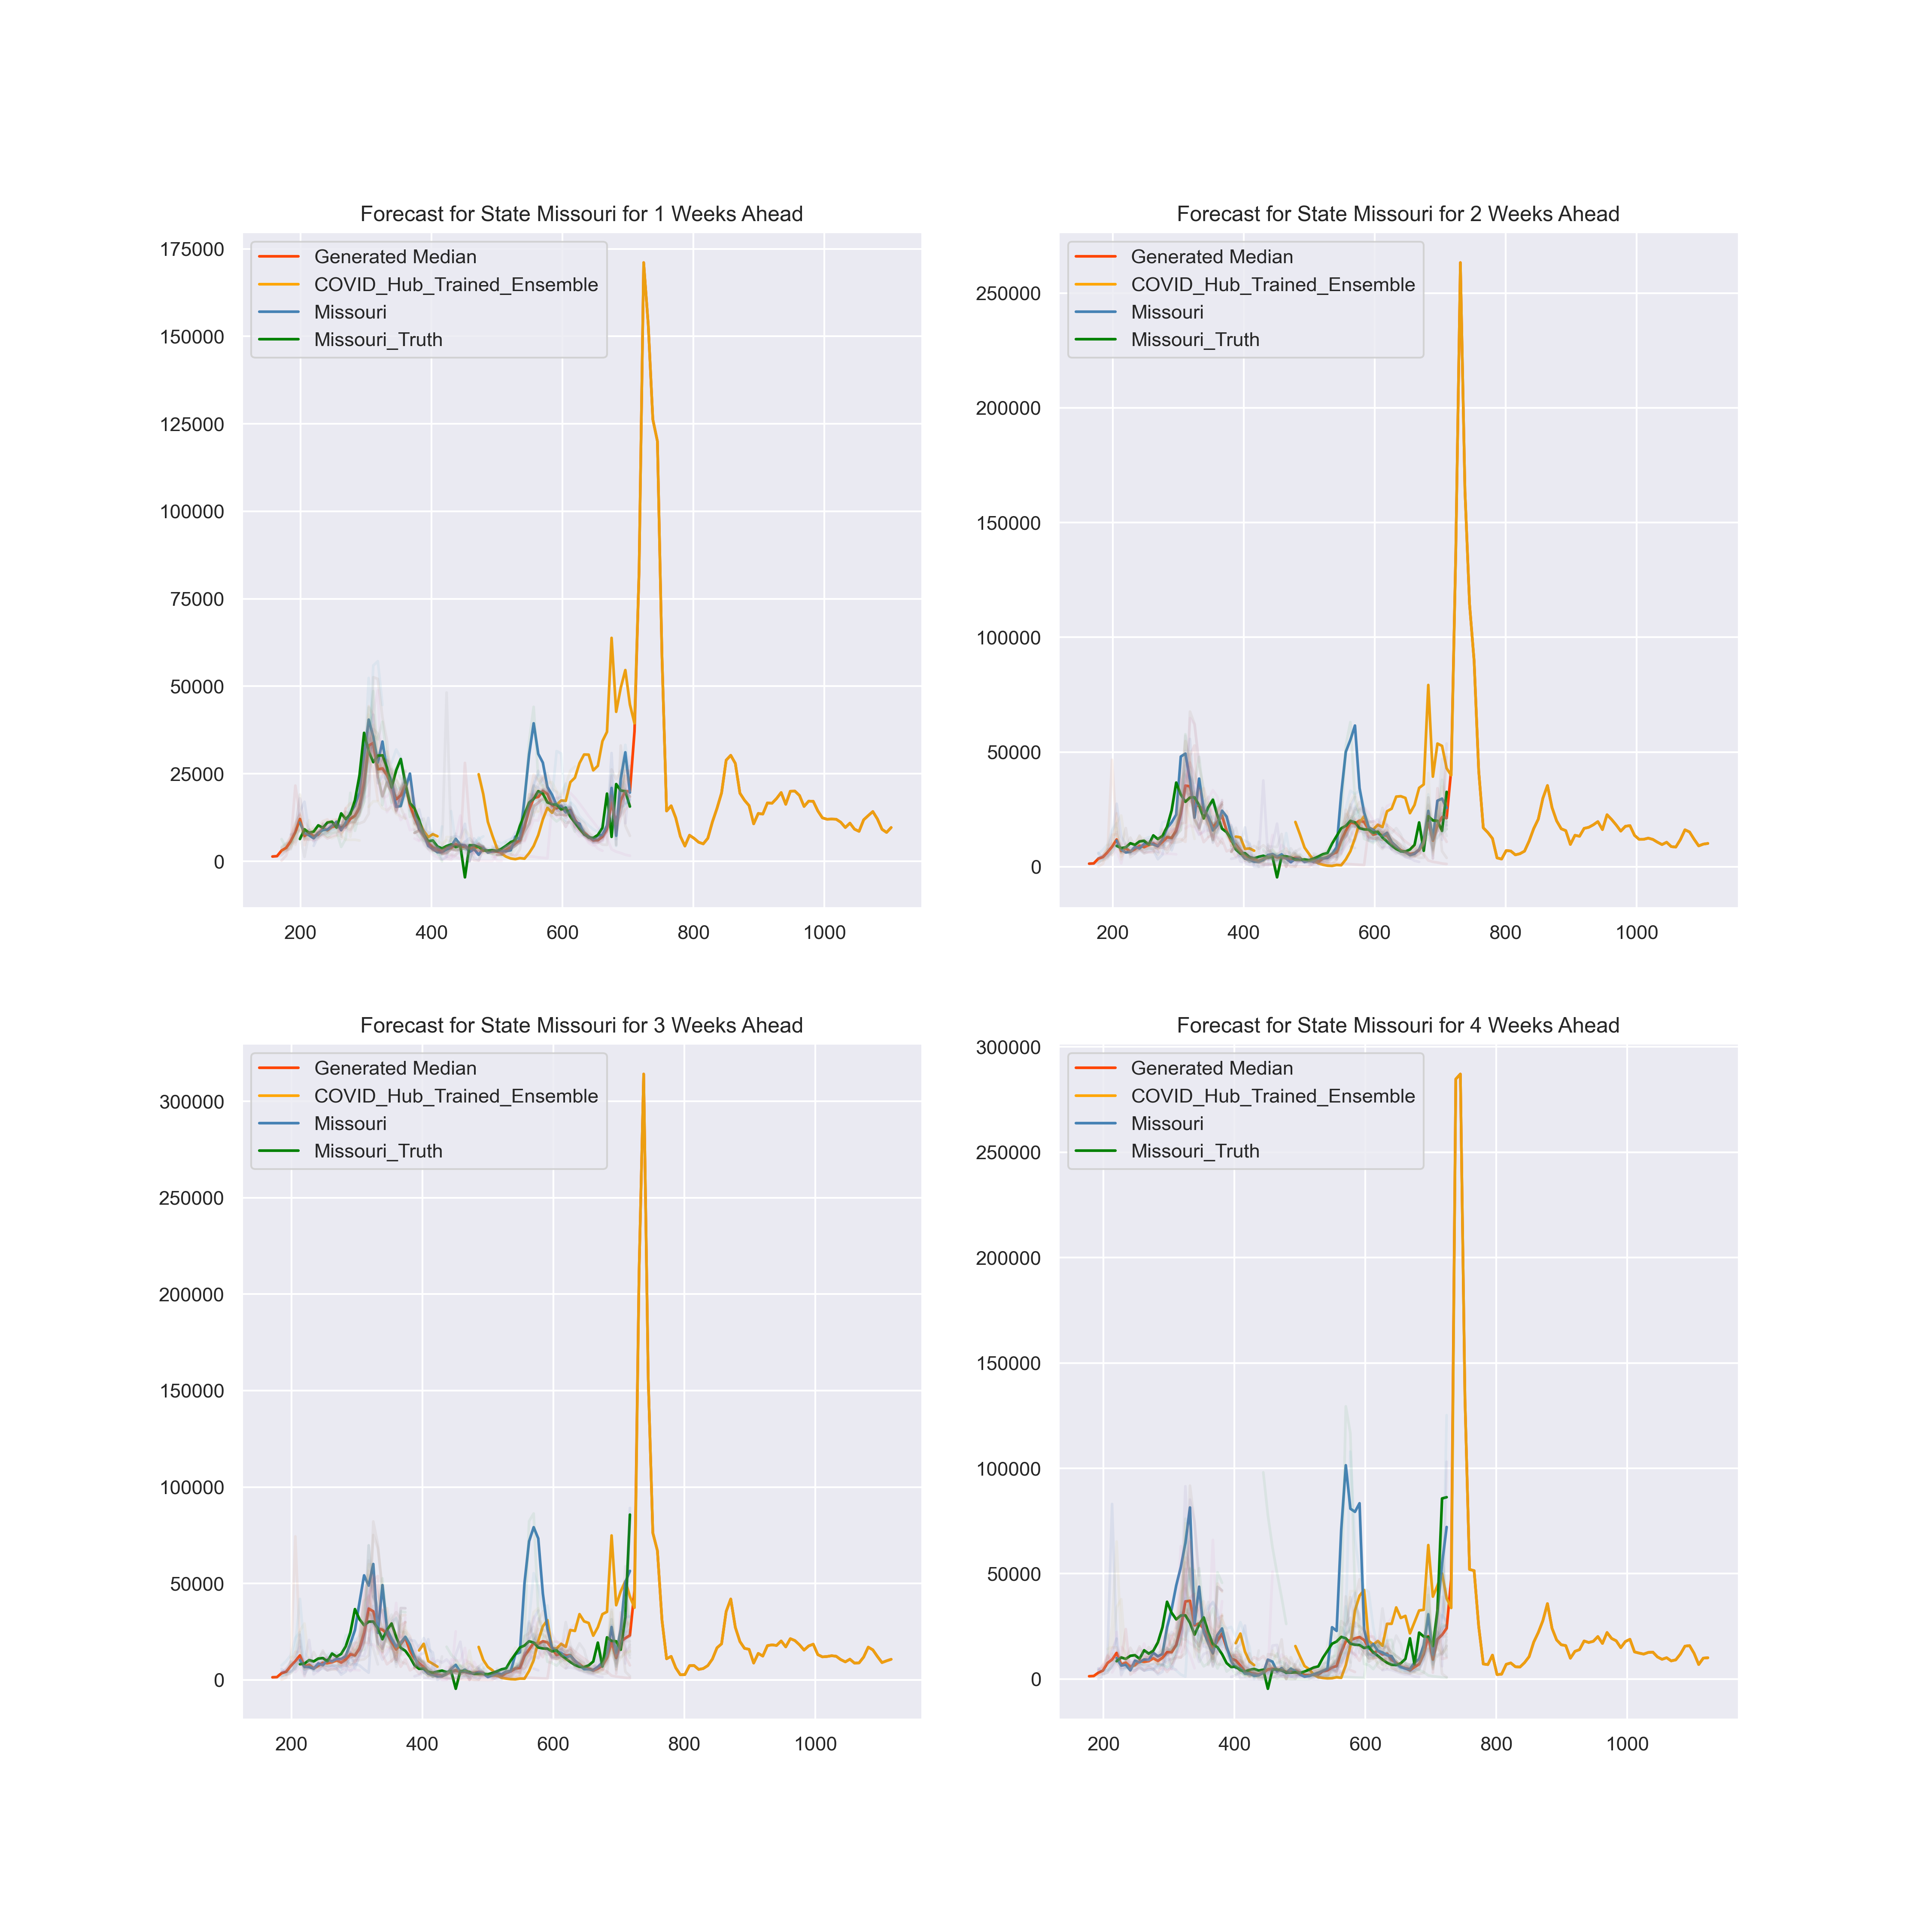 Forecast for State Missouri for 1 Weeks Ahead
Generated Median
COVID_Hub_Trained_Ensemble
Missouri
Missouri_Truth
175000
150000
125000
100000
75000
50000
25000
0
200 400 600 800 1000
Forecast for State Missouri for 2 Weeks Ahead
Generated Median
COVID_Hub_Trained_Ensemble
Missouri
Missouri_Truth
250000
200000
150000
100000
50000
0
200 400 600 800 1000
Forecast for State Missouri for 3 Weeks Ahead
Generated Median
COVID_Hub_Trained_Ensemble
Missouri
Missouri_Truth
300000
250000
200000
150000
100000
50000
0
200 400 600 800 1000
Forecast for State Missouri for 4 Weeks Ahead
Generated Median
COVID_Hub_Trained_Ensemble
Missouri
Missouri_Truth
300000
250000
200000
150000
100000
50000
0
200 400 600 800 1000